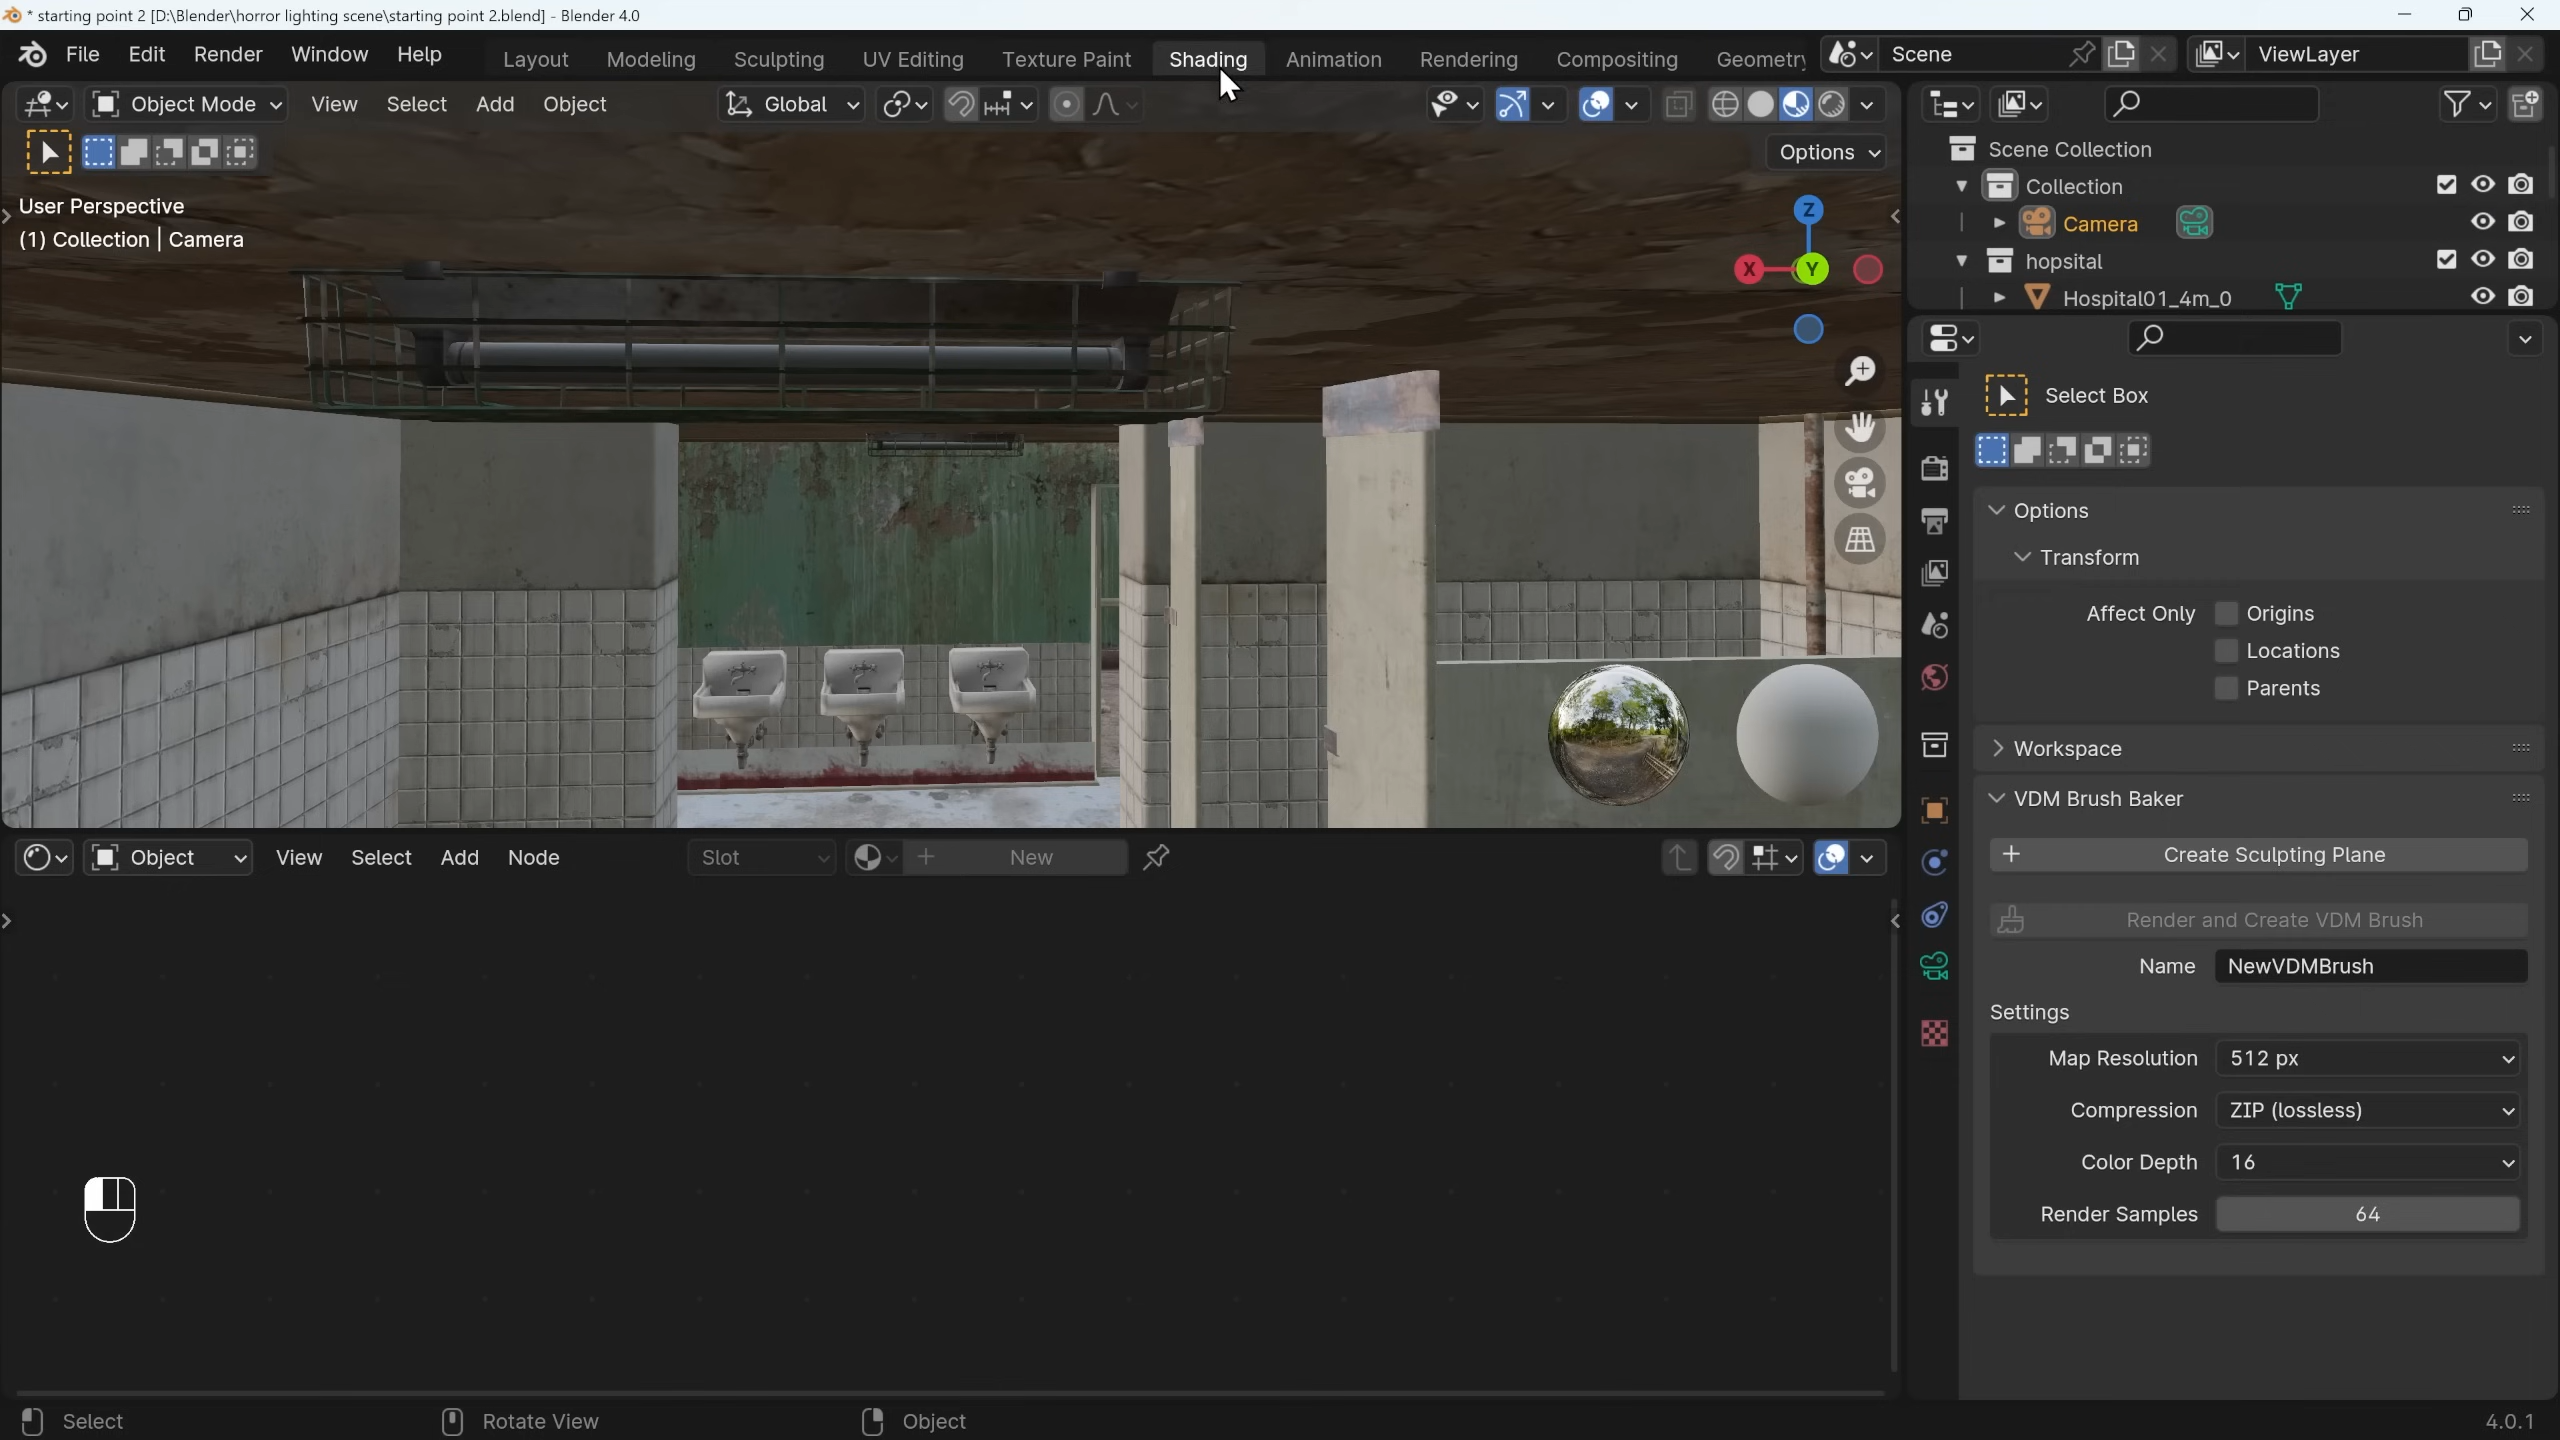 * starting point 2 [D:\Blender\horror lighting scene\starting point 2.blend] - Blender 4.0
File Edit Render Window Help Layout Modeling Sculpting UV Editing Texture Paint Shading Animation Rendering Compositing Geometry Scene ViewLayer
Object Mode View Select Add Object Global
Options
User Perspective
(1) Collection | Camera
Z
X
Y
Scene Collection
Collection
Camera
hopsital
Hospital01_4m_0
Select Box
Options
Transform
Affect Only Origins
Locations
Parents
Workspace
VDM Brush Baker
Create Sculpting Plane
Render and Create VDM Brush
Name NewVDMBrush
Settings
Map Resolution 512 px
Compression ZIP (lossless)
Color Depth 16
Render Samples 64
Object View Select Add Node Slot New
Select Rotate View Object 4.0.1